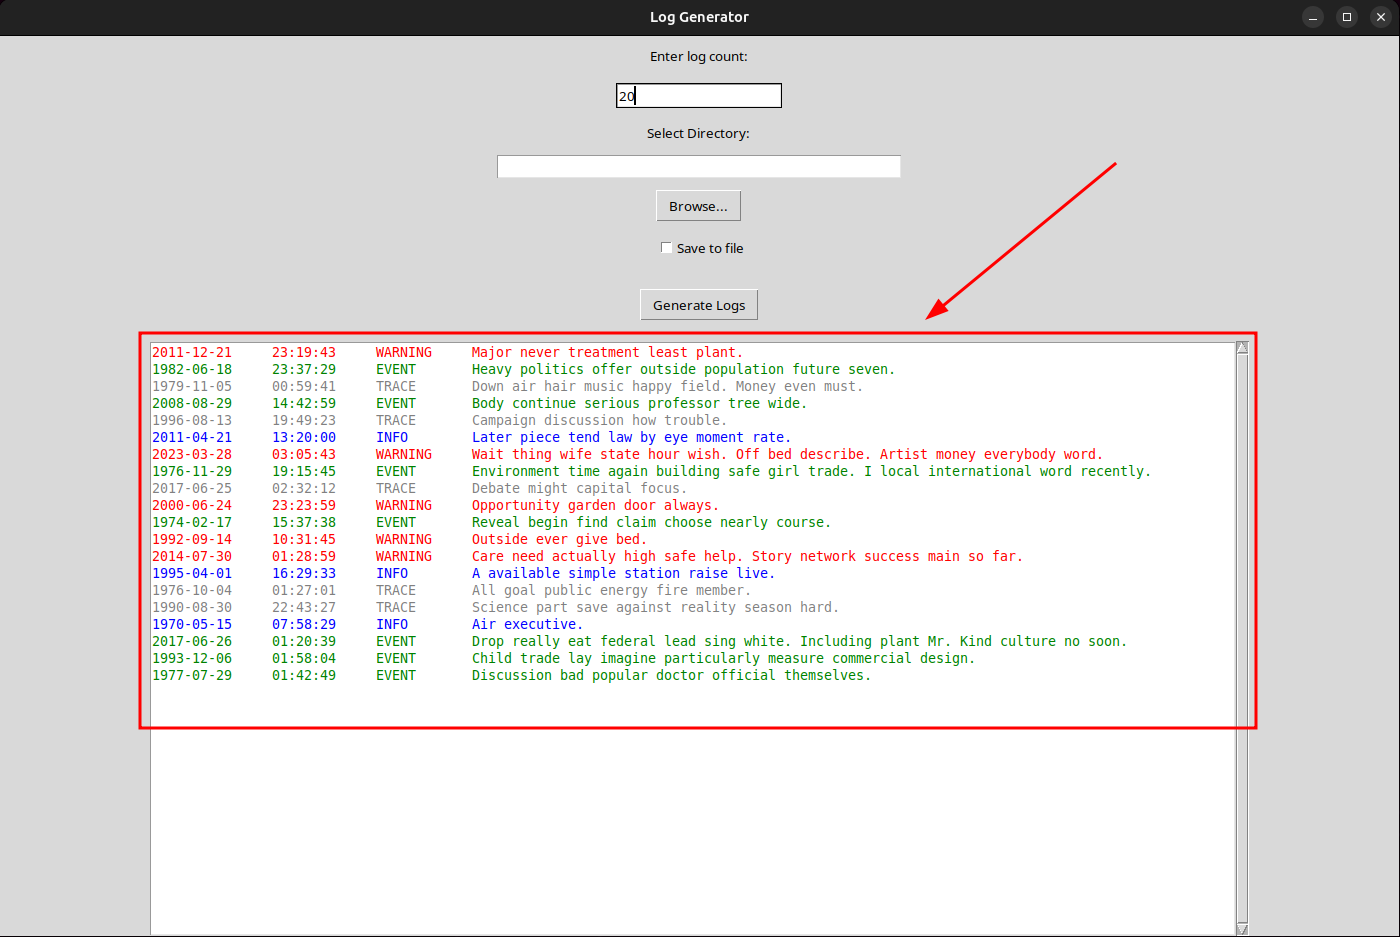 Log Generator
Enter log count:
20
Select Directory:
Browse...
Save to file
Generate Logs
2011-12-21 23:19:43 WARNING Major never treatment least plant.
1982-06-18 23:37:29 EVENT Heavy politics offer outside population future seven.
1979-11-05 00:59:41 TRACE Down air hair music happy field. Money even must.
2008-08-29 14:42:59 EVENT Body continue serious professor tree wide.
1996-08-13 19:49:23 TRACE Campaign discussion how trouble.
2011-04-21 13:20:00 INFO Later piece tend law by eye moment rate.
2023-03-28 03:05:43 WARNING Wait thing wife state hour wish. Off bed describe. Artist money everybody word.
1976-11-29 19:15:45 EVENT Environment time again building safe girl trade. I local international word recently.
2017-06-25 02:32:12 TRACE Debate might capital focus.
2000-06-24 23:23:59 WARNING Opportunity garden door always.
1974-02-17 15:37:38 EVENT Reveal begin find claim choose nearly course.
1992-09-14 10:31:45 WARNING Outside ever give bed.
2014-07-30 01:28:59 WARNING Care need actually high safe help. Story network success main so far.
1995-04-01 16:29:33 INFO A available simple station raise live.
1976-10-04 01:27:01 TRACE All goal public energy fire member.
1990-08-30 22:43:27 TRACE Science part save against reality season hard.
1970-05-15 07:58:29 INFO Air executive.
2017-06-26 01:20:39 EVENT Drop really eat federal lead sing white. Including plant Mr. Kind culture no soon.
1993-12-06 01:58:04 EVENT Child trade lay imagine particularly measure commercial design.
1977-07-29 01:42:49 EVENT Discussion bad popular doctor official themselves.